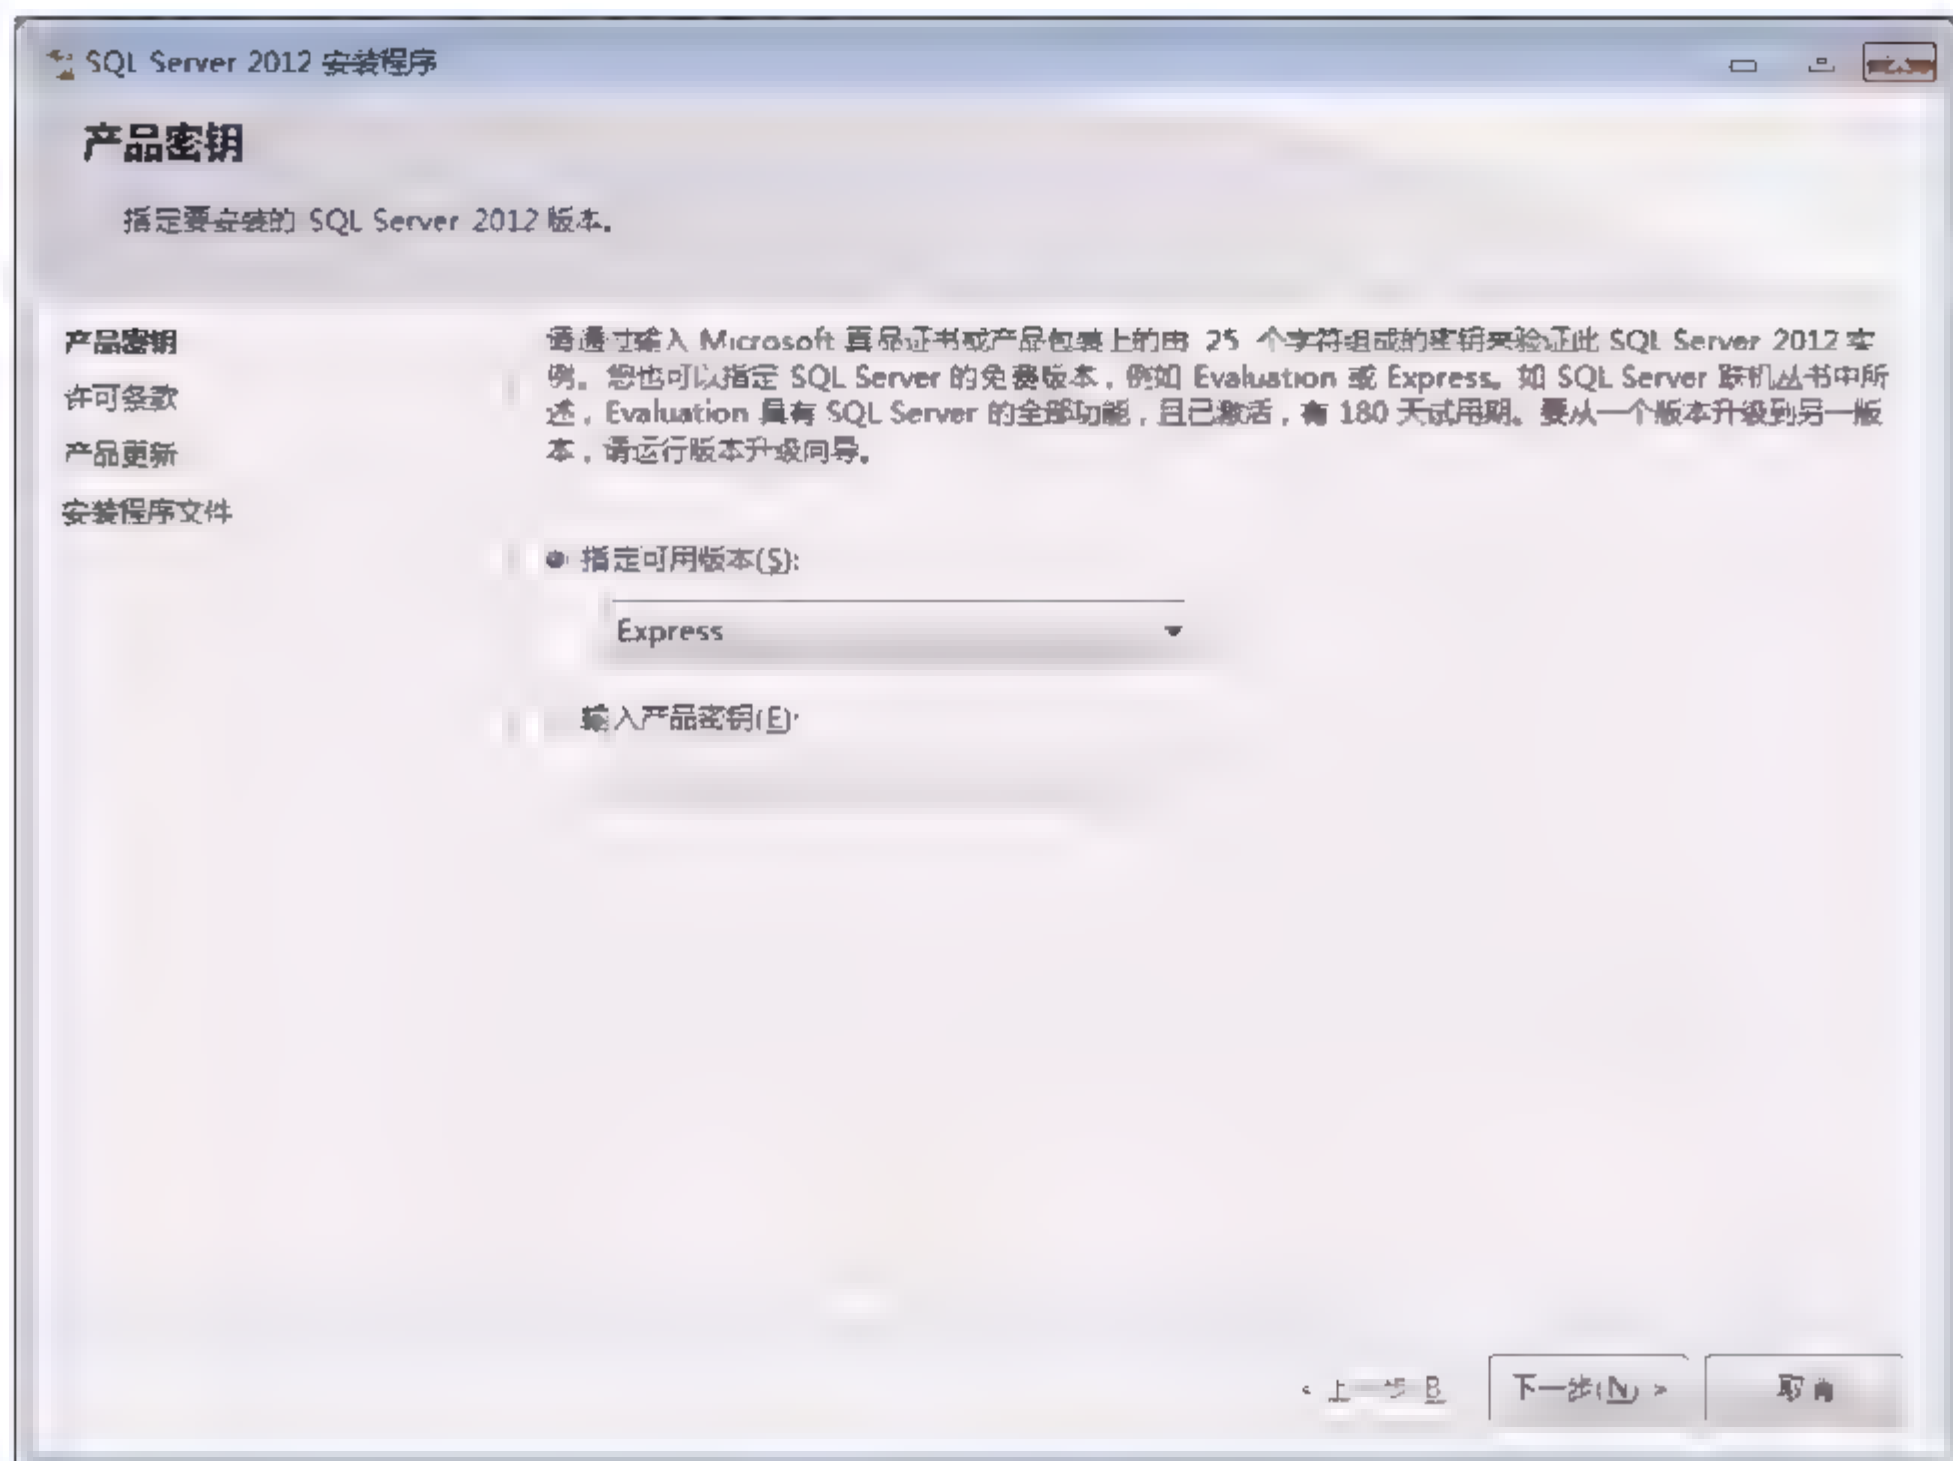 SQL Server 2012 安装程序
产品密钥
指定要安装的 SQL Server 2012 版本。
产品密钥
许可条款
产品更新
安装程序文件
请通过输入 Microsoft 真品证书或产品包装上的由 25 个字符组成的密钥来验证此 SQL Server 2012 实
例。您也可以指定 SQL Server 的免费版本，例如 Evaluation 或 Express。如 SQL Server 联机丛书中所
述，Evaluation 具有 SQL Server 的全部功能，且已激活，有 180 天试用期。要从一个版本升级到另一版
本，请运行版本升级向导。
指定可用版本(S):
Express
输入产品密钥(E):
< 上一步 B
下一步(N) >
取消